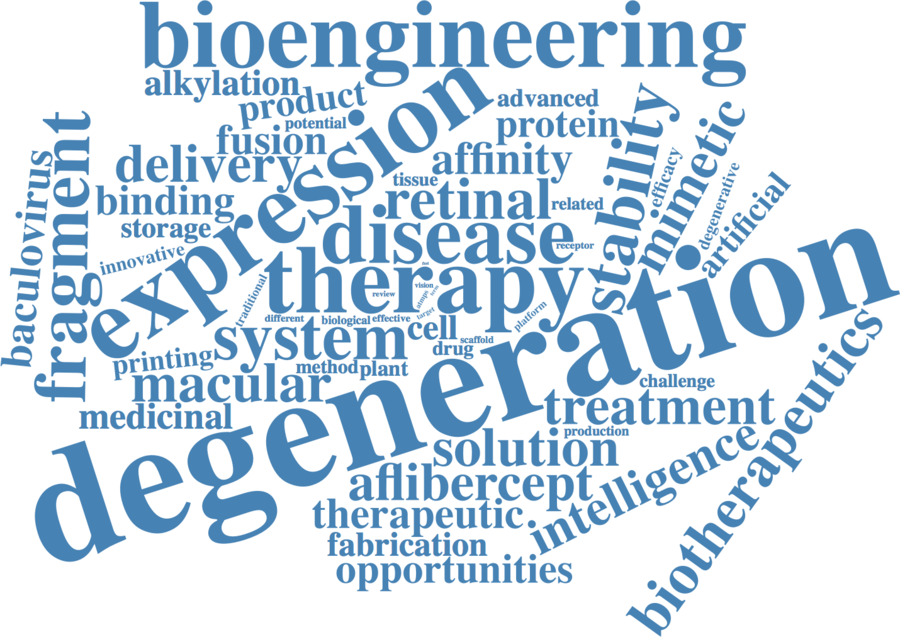 bioengineering
alkylation
product
advanced
potential
protein
fusion
expression
delivery
affinity
stability
mimetic
fragment
baculovirus
tissue
efficacy
binding
retinal
related
degenerative
artificial
storage
disease
receptor
innovative
therapy
vision
review
target
traditional
different
biological
effective
platform
system
cell
scaffold
drug
printing
method
plant
macular
challenge
degeneration
medicinal
treatment
production
solution
biotherapeutics
aflibercept
intelligence
therapeutic
fabrication
opportunities